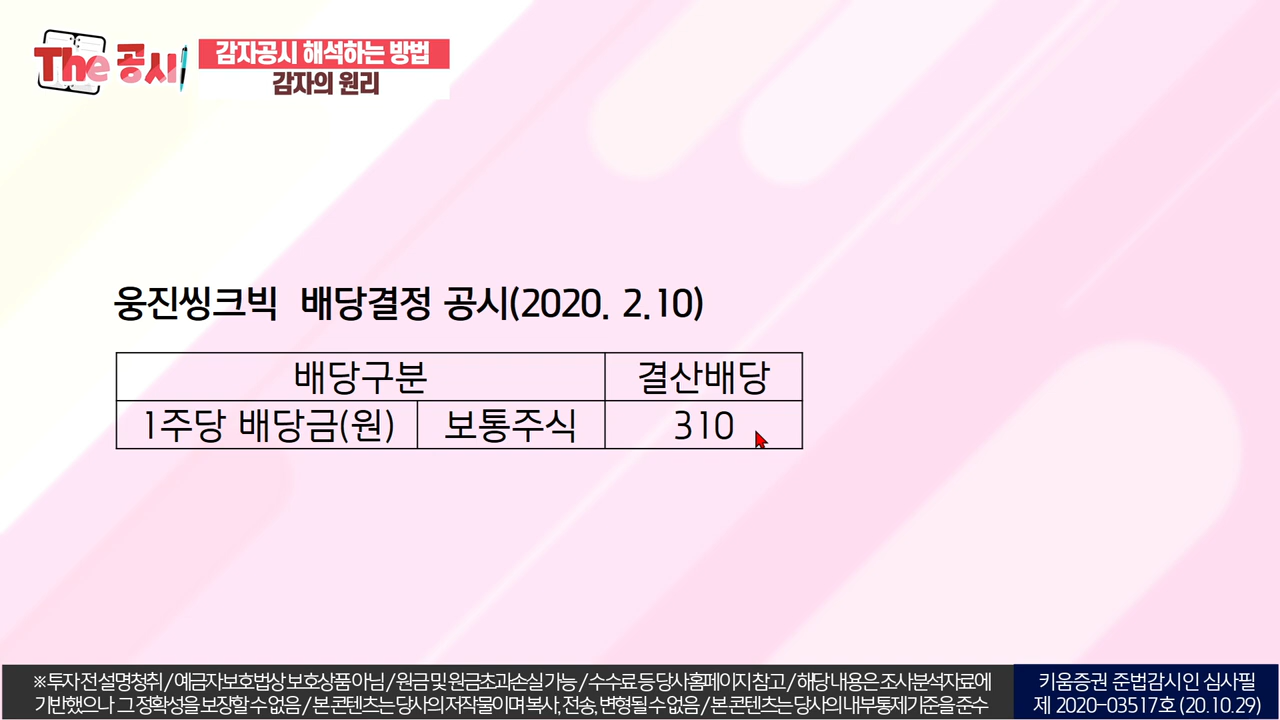 The 공시
감자공시 해석하는 방법
감자의 원리
웅진씽크빅 배당결정 공시(2020. 2.10)
배당구분 결산배당
1주당 배당금(원) 보통주식 310
※ 투자 전 설명청취 / 예금자보호법상 보호상품 아님 / 원금 및 원금초과손실 가능 / 수수료 등 당사홈페이지 참고 / 해당 내용은 조사분석자료에
기반했으나 그 정확성을 보장할 수 없음 / 본 콘텐츠는 당사의 저작물이며 복사, 전송, 변형될 수 없음 / 본 콘텐츠는 당사의 내부통제기준을 준수
키움증권 준법감시인 심사필
제 2020-03517호 (20.10.29)